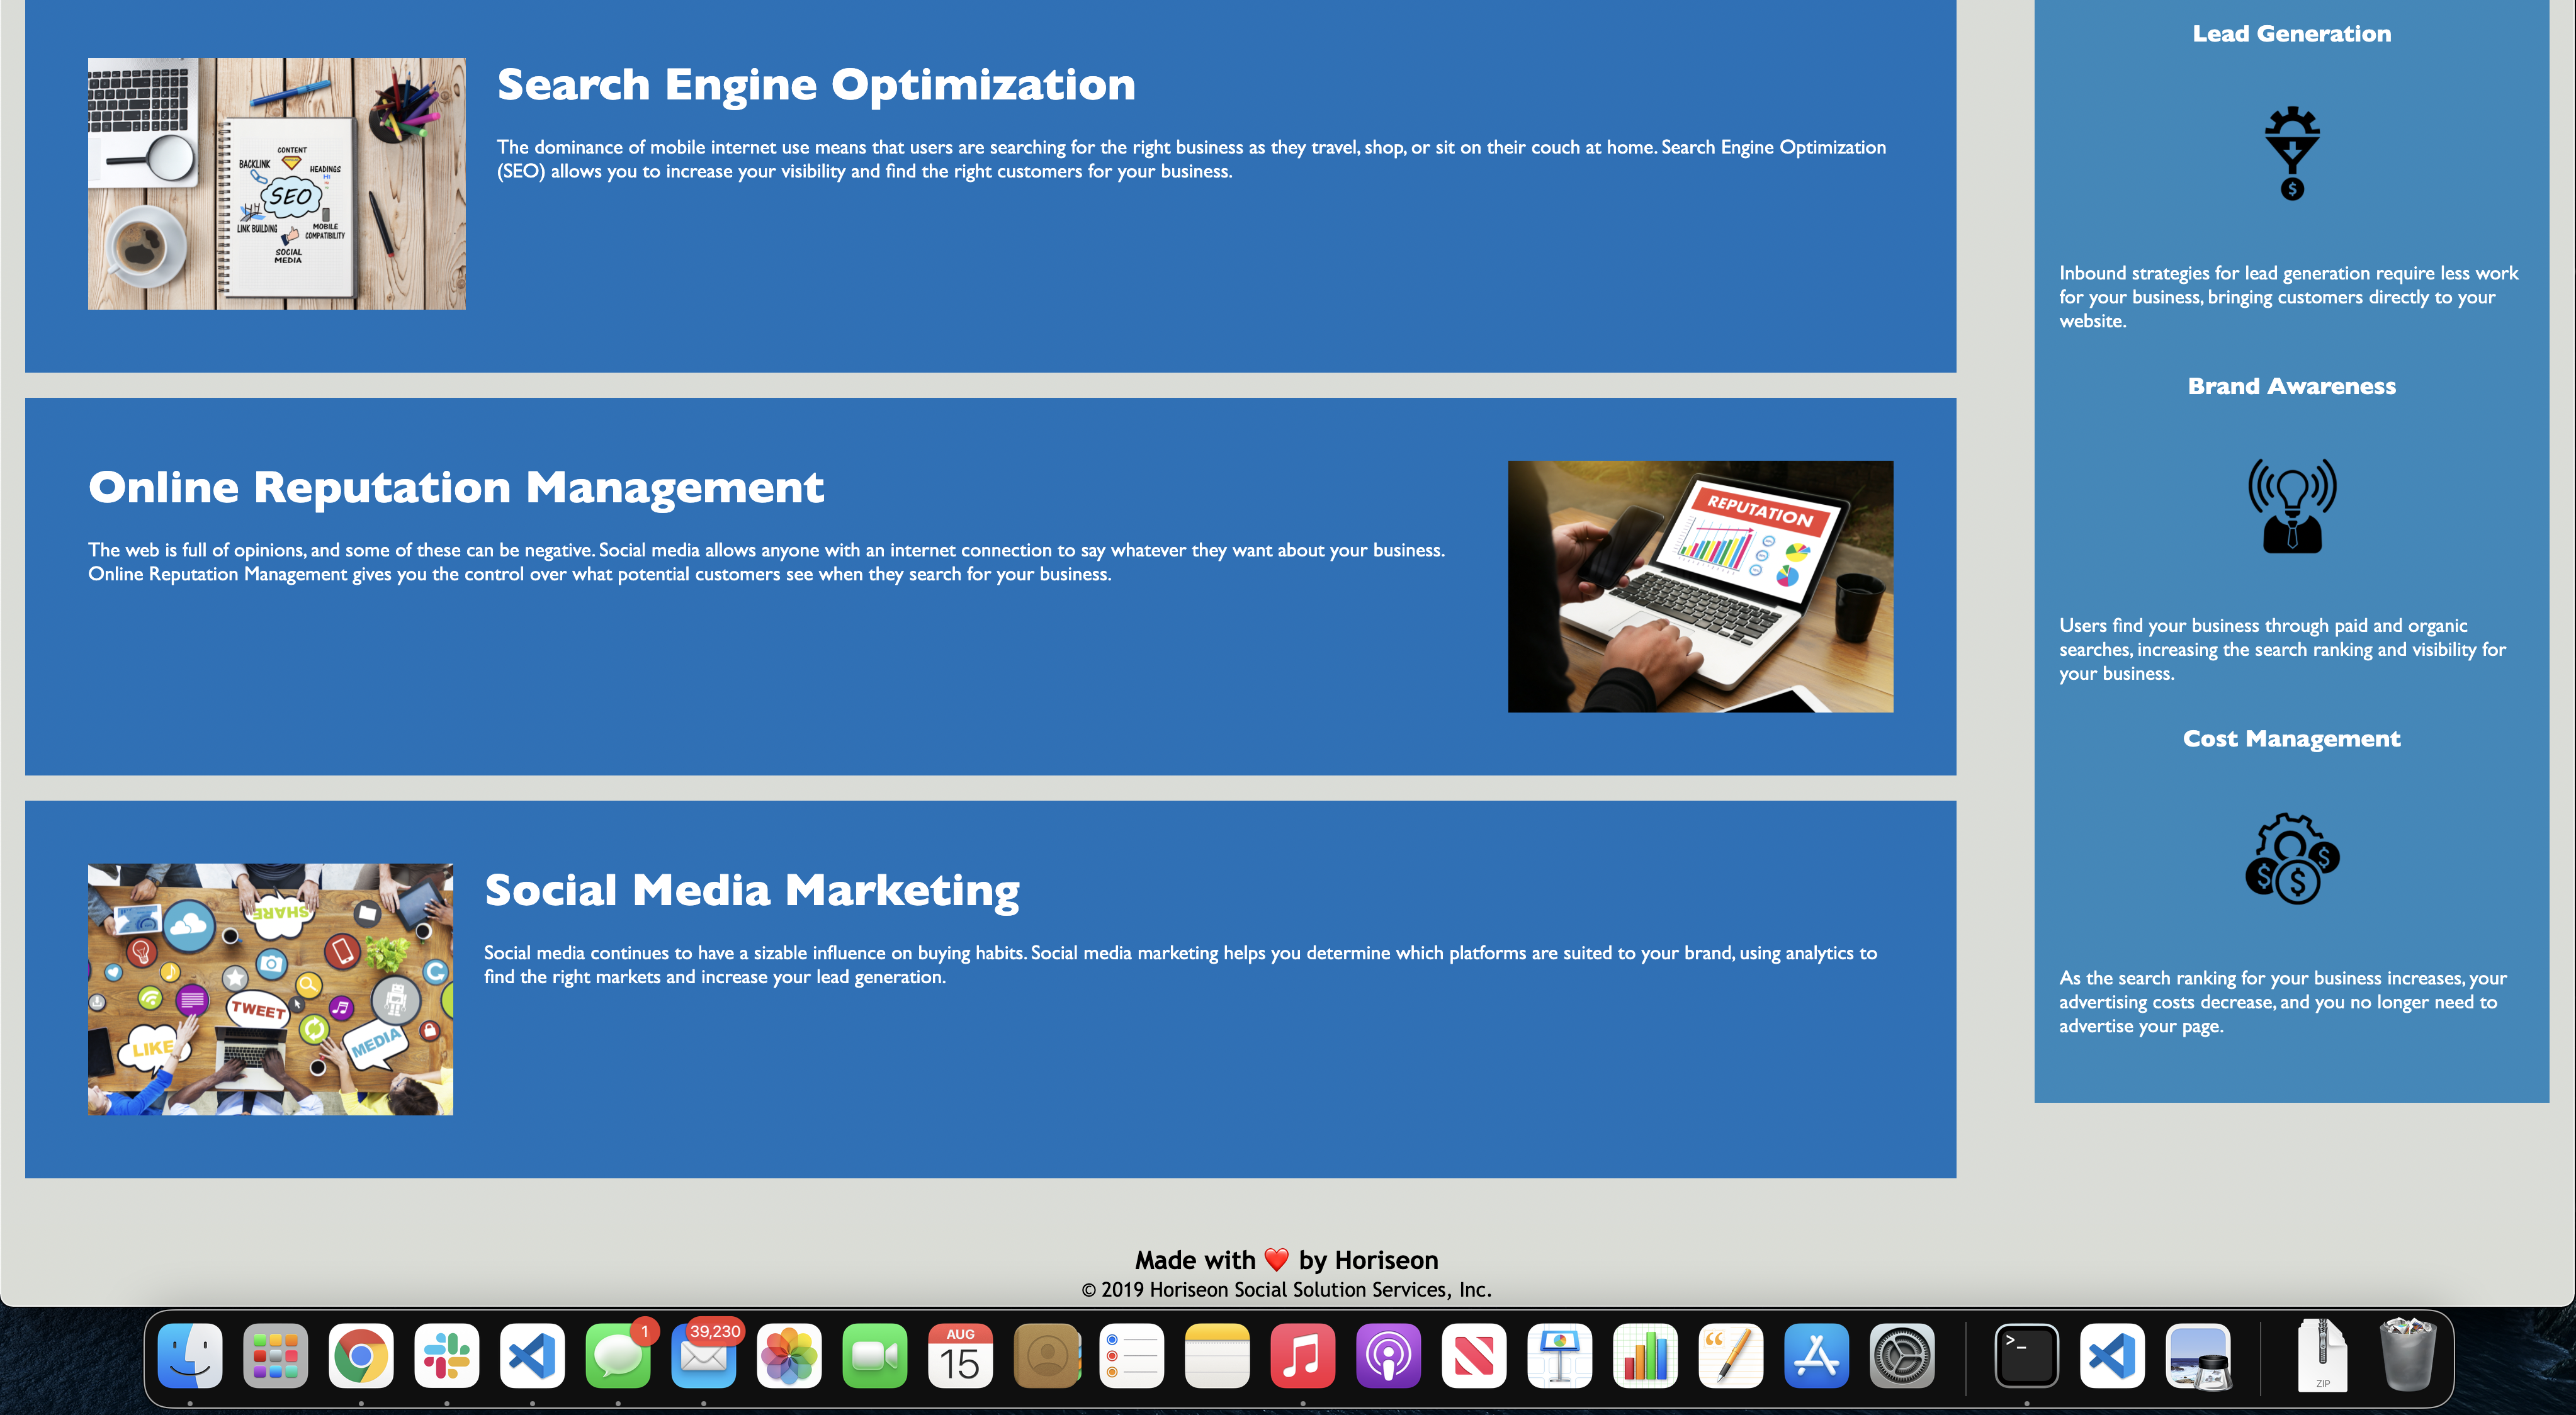 Search Engine Optimization
The dominance of mobile internet use means that users are searching for the right business as they travel, shop, or sit on their couch at home. Search Engine Optimization
(SEO) allows you to increase your visibility and find the right customers for your business.
CONTENT
BACKLINK
HEADINGS
H1
SEO
LINK BUILDING
MOBILE
COMPATIBILITY
SOCIAL
MEDIA
Online Reputation Management
The web is full of opinions, and some of these can be negative. Social media allows anyone with an internet connection to say whatever they want about your business.
Online Reputation Management gives you the control over what potential customers see when they search for your business.
REPUTATION
Social Media Marketing
Social media continues to have a sizable influence on buying habits. Social media marketing helps you determine which platforms are suited to your brand, using analytics to
find the right markets and increase your lead generation.
SHARE
TWEET
LIKE
MEDIA
Lead Generation
$
Inbound strategies for lead generation require less work
for your business, bringing customers directly to your
website.
Brand Awareness
Users find your business through paid and organic
searches, increasing the search ranking and visibility for
your business.
Cost Management
$ $ $
As the search ranking for your business increases, your
advertising costs decrease, and you no longer need to
advertise your page.
Made with ❤️ by Horiseon
© 2019 Horiseon Social Solution Services, Inc.
1
39,230
AUG
15
>_
ZIP